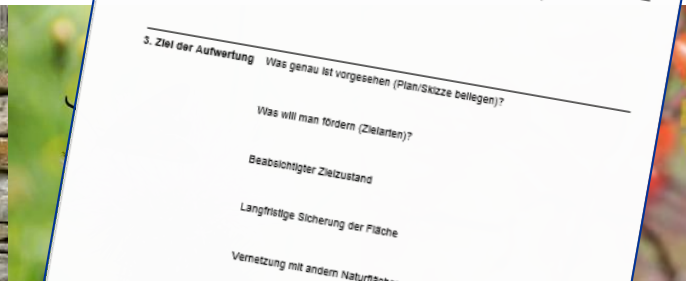 3. Ziel der Aufwertung Was genau ist vorgesehen (Plan/Skizze beilegen)?
Was will man fördern (Zielarten)?
Beabsichtigter Zielzustand
Langfristige Sicherung der Fläche
Vernetzung mit andern Naturflächen